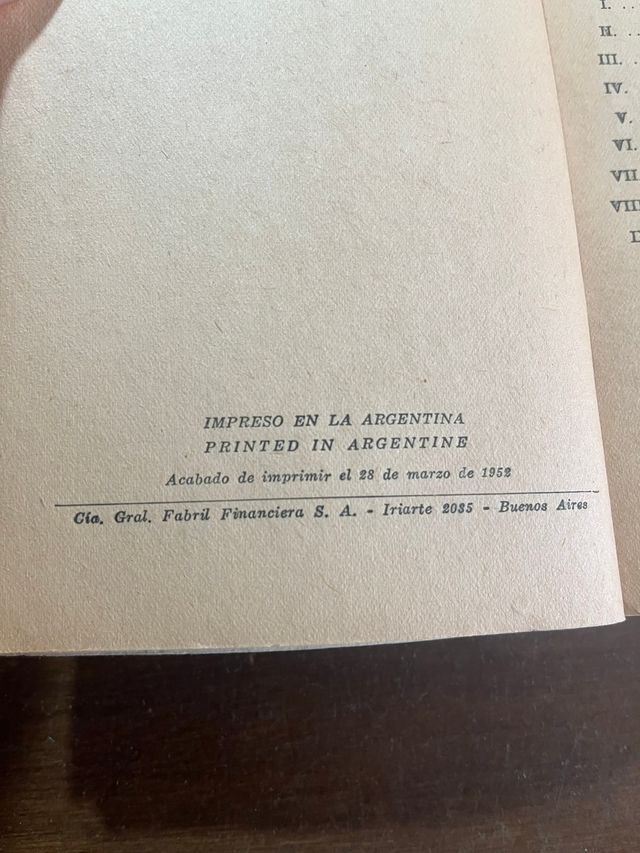 IMPRESO EN LA ARGENTINA
PRINTED IN ARGENTINE
Acabado de imprimir el 28 de marzo de 1952
Cía. Gral. Fabril Financiera S. A. - Iriarte 2035 - Buenos Aires
I. ..
II. ..
III. .
IV.
V.
VI.
VII
VIII